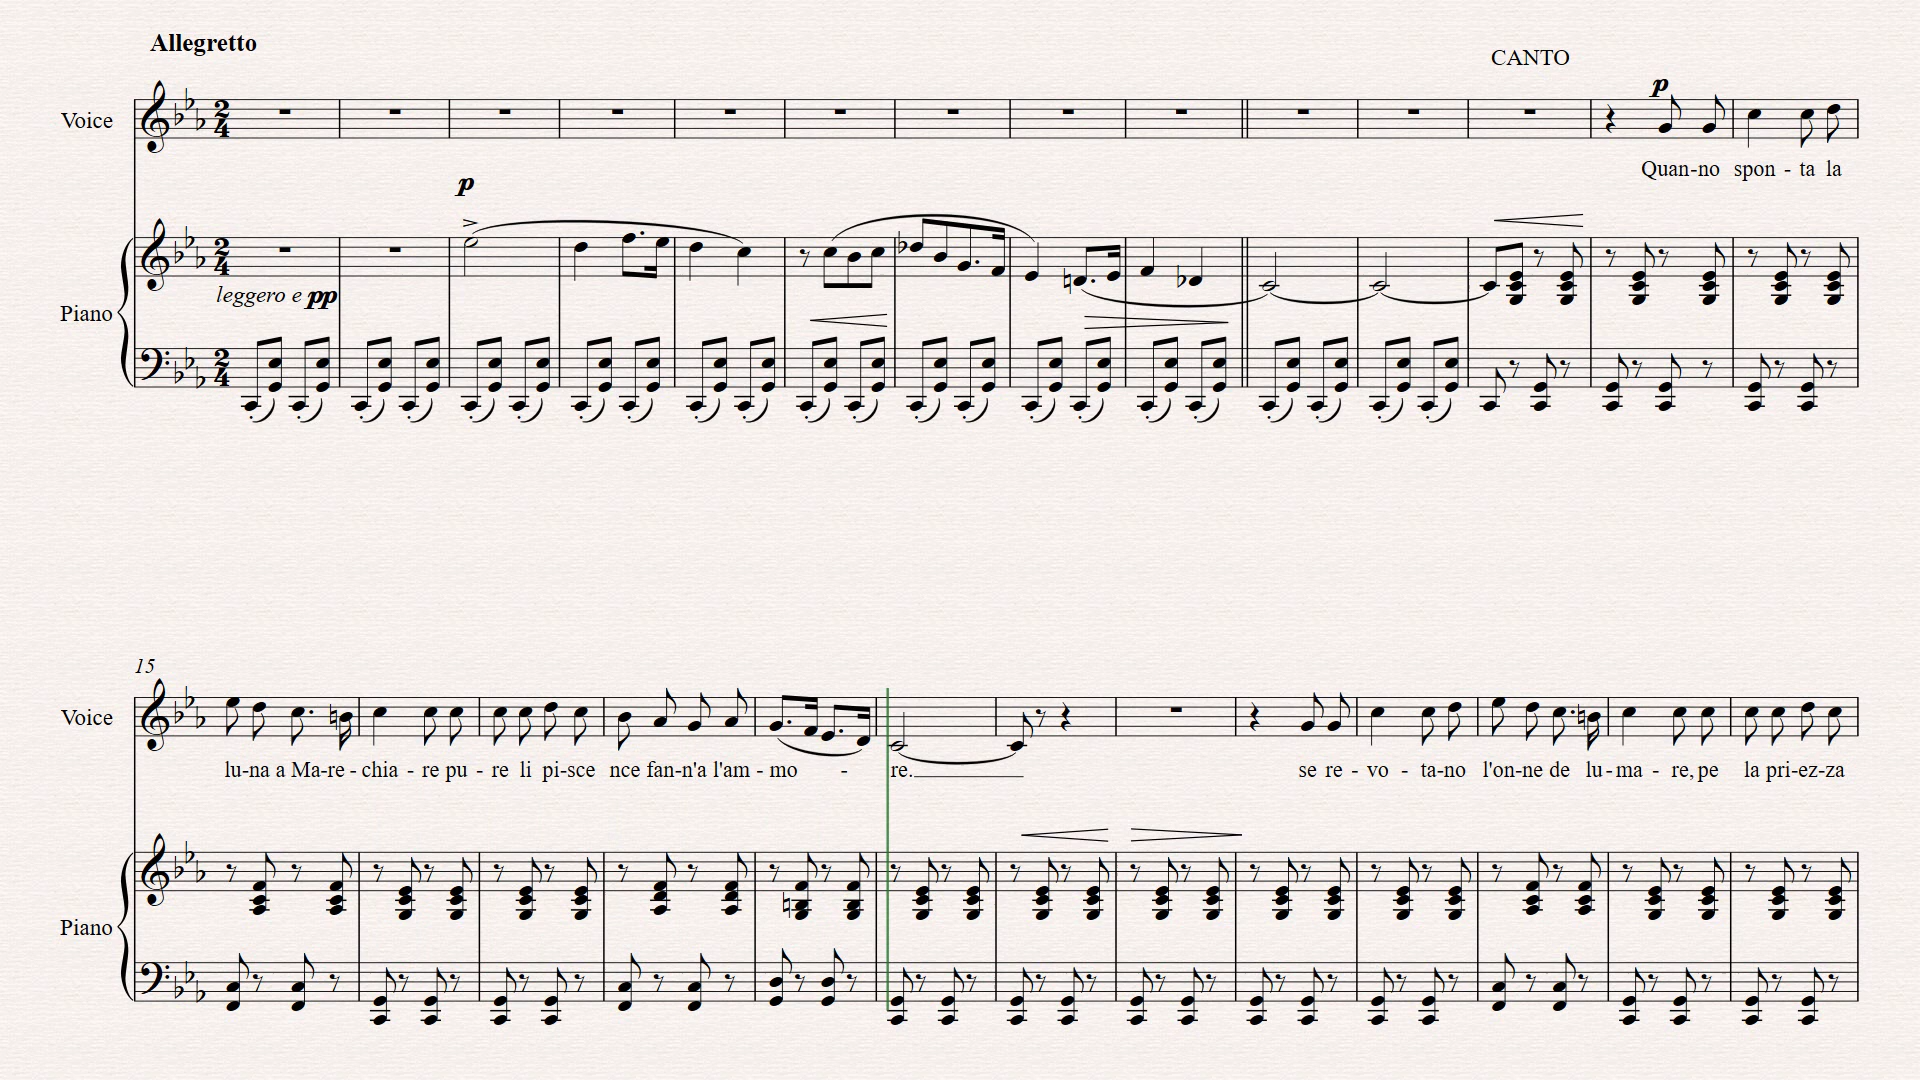 Allegretto
CANTO
p
Voice
Quan-no spon - ta la
p
leggero e pp
Piano
15
Voice
lu-na a Ma-re - chia - re pu - re li pi-sce nce fan-n'a l'am - mo - re. se re - vo - ta-no l'on-ne de lu-ma - re, pe la pri-ez-za
Piano